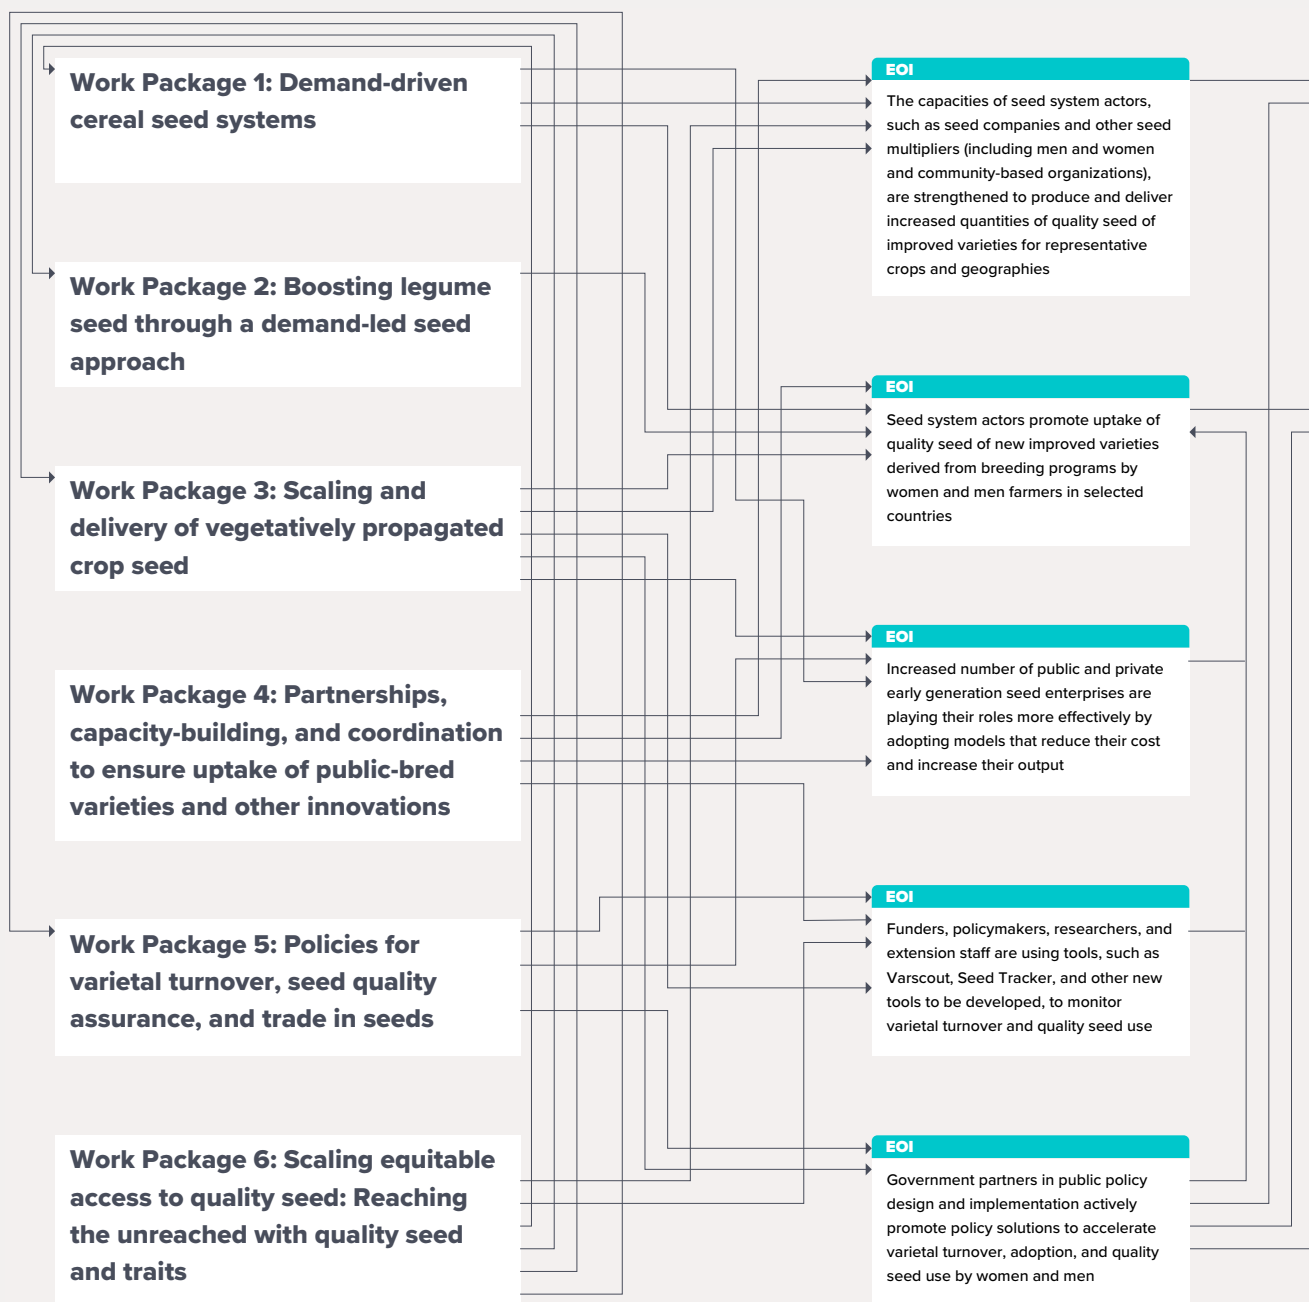 Work Package 1: Demand-driven
cereal seed systems
Work Package 2: Boosting legume
seed through a demand-led seed
approach
Work Package 3: Scaling and
delivery of vegetatively propagated
crop seed
Work Package 4: Partnerships,
capacity-building, and coordination
to ensure uptake of public-bred
varieties and other innovations
Work Package 5: Policies for
varietal turnover, seed quality
assurance, and trade in seeds
Work Package 6: Scaling equitable
access to quality seed: Reaching
the unreached with quality seed
and traits
EOI
The capacities of seed system actors,
such as seed companies and other seed
multipliers (including men and women
and community-based organizations),
are strengthened to produce and deliver
increased quantities of quality seed of
improved varieties for representative
crops and geographies
EOI
Seed system actors promote uptake of
quality seed of new improved varieties
derived from breeding programs by
women and men farmers in selected
countries
EOI
Increased number of public and private
early generation seed enterprises are
playing their roles more effectively by
adopting models that reduce their cost
and increase their output
EOI
Funders, policymakers, researchers, and
extension staff are using tools, such as
Varscout, Seed Tracker, and other new
tools to be developed, to monitor
varietal turnover and quality seed use
EOI
Government partners in public policy
design and implementation actively
promote policy solutions to accelerate
varietal turnover, adoption, and quality
seed use by women and men